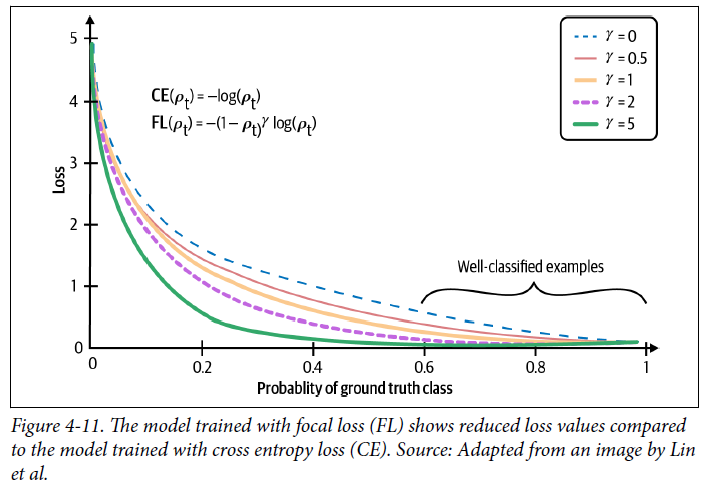 5
4
3
2
1
0
Loss
CE(ρt)=−log(ρt)
FL(ρt)=−(1− ρt)γ log(ρt)
γ = 0
γ = 0.5
γ = 1
γ = 2
γ = 5
Well-classified examples
0
0.2
0.4
0.6
0.8
1
Probablity of ground truth class
Figure 4-11. The model trained with focal loss (FL) shows reduced loss values compared
to the model trained with cross entropy loss (CE). Source: Adapted from an image by Lin
et al.